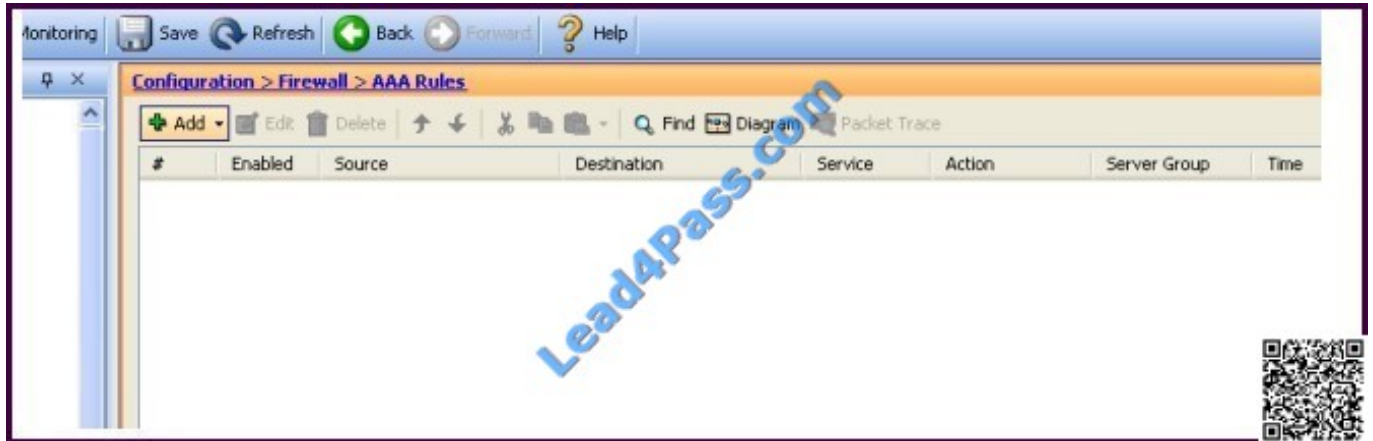 Monitoring Save Refresh Back Forward Help
Configuration > Firewall > AAA Rules
Add Edit Delete Find Diagram Packet Trace
# Enabled Source Destination Service Action Server Group Time
Lead4Pass.com